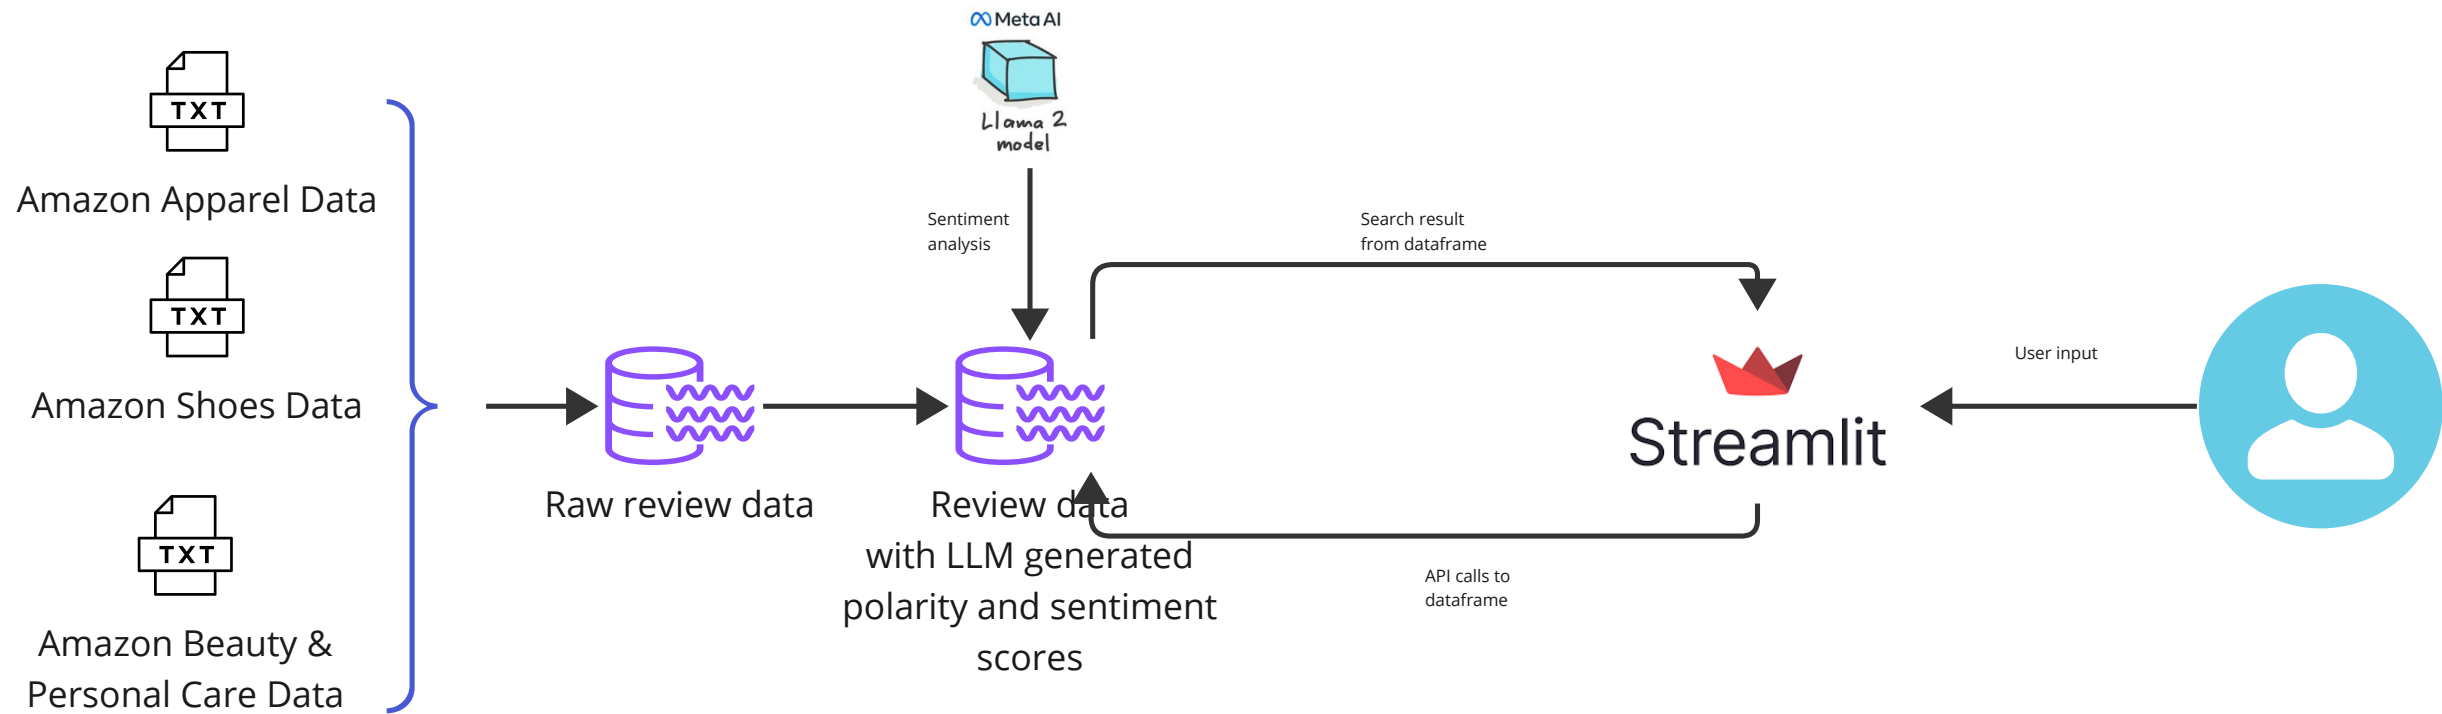 Meta AI
Llama 2
model
TXT
Amazon Apparel Data
TXT
Amazon Shoes Data
TXT
Amazon Beauty &
Personal Care Data
Raw review data
Sentiment
analysis
Review data
with LLM generated
polarity and sentiment
scores
Search result
from dataframe
API calls to
dataframe
Streamlit
User input